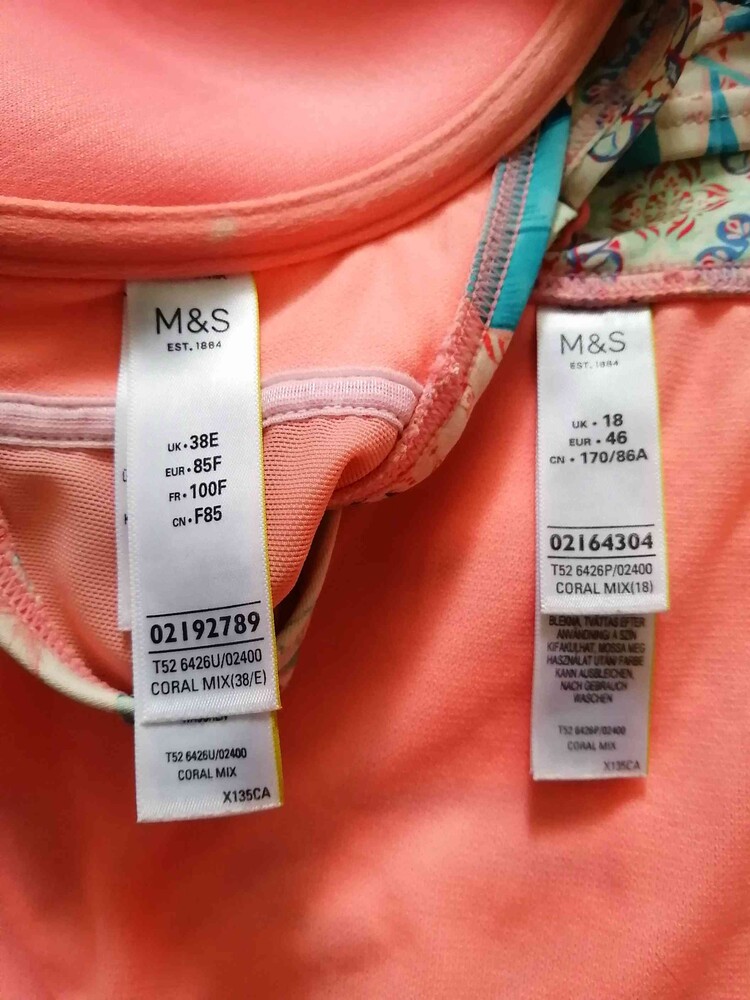 M&S
EST. 1884
UK • 38E
EUR • 85F
FR • 100F
CN • F85
02192789
T52 6426U/02400
CORAL MIX(38/E)
T52 6426U/02400
CORAL MIX
X135CA
M&S
EST. 1884
UK • 18
EUR • 46
CN • 170/86A
02164304
T52 6426P/02400
CORAL MIX(18)
BLEKNA, TVÄTTAS EFTER
ANVÄNDNING/ A SZÍN
KIFAKULHAT, MOSSA MEG
HASZNÁLAT UTÁN/ FARBE
KANN AUSBLEICHEN,
NACH GEBRAUCH
WASCHEN
T52 6426P/02400
CORAL MIX
X135CA